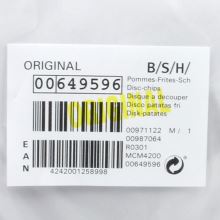 ORIGINAL B/S/H/
00649596
Pommes-Frites-Sch
Disc-chips
Disque à decouper
Disco patatas fri
Disk-patates
ORIGINAL
00971122 M / 1
00987064
R0301
MCM4200
00649596
EAN
4242001258998